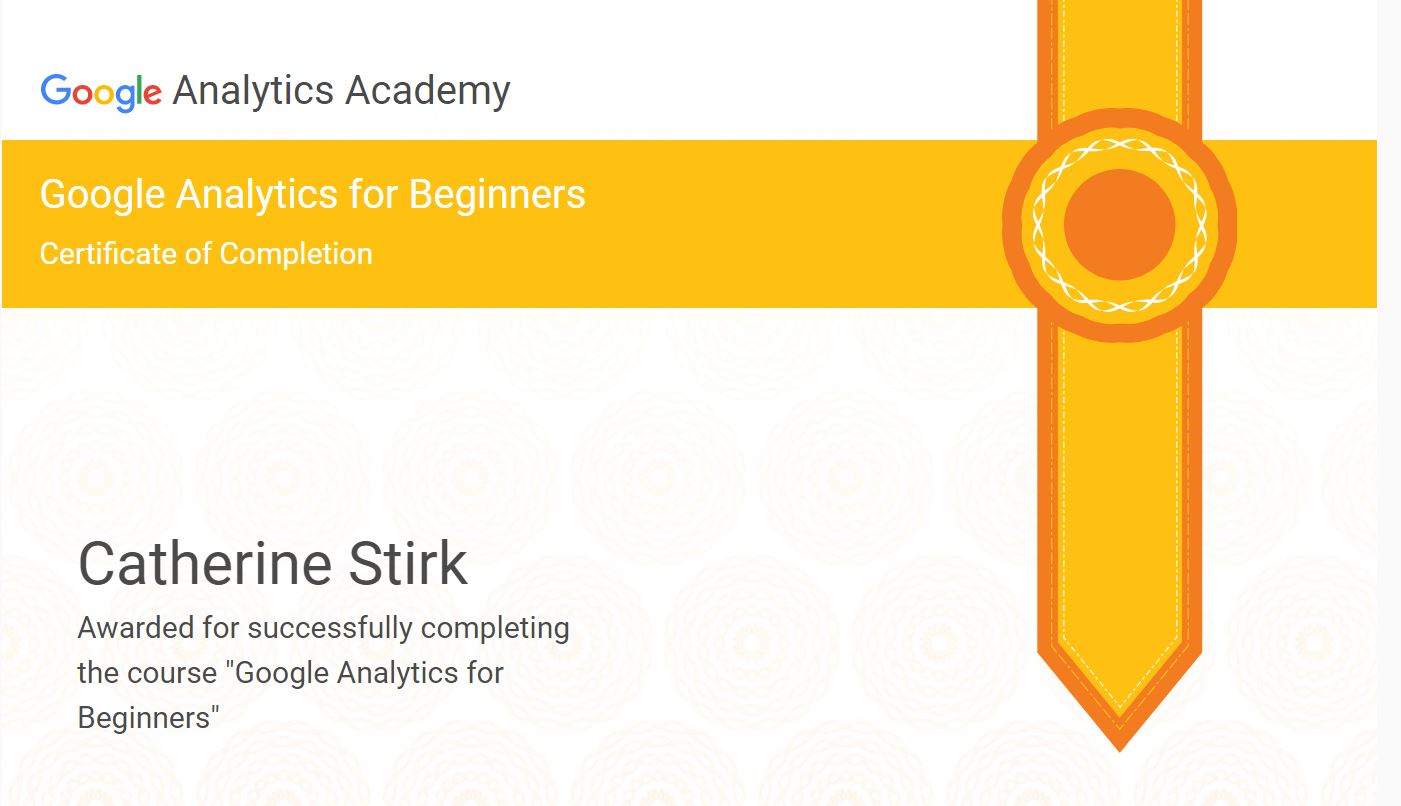 Google Analytics Academy
Google Analytics for Beginners
Certificate of Completion
Catherine Stirk
Awarded for successfully completing
the course "Google Analytics for
Beginners"